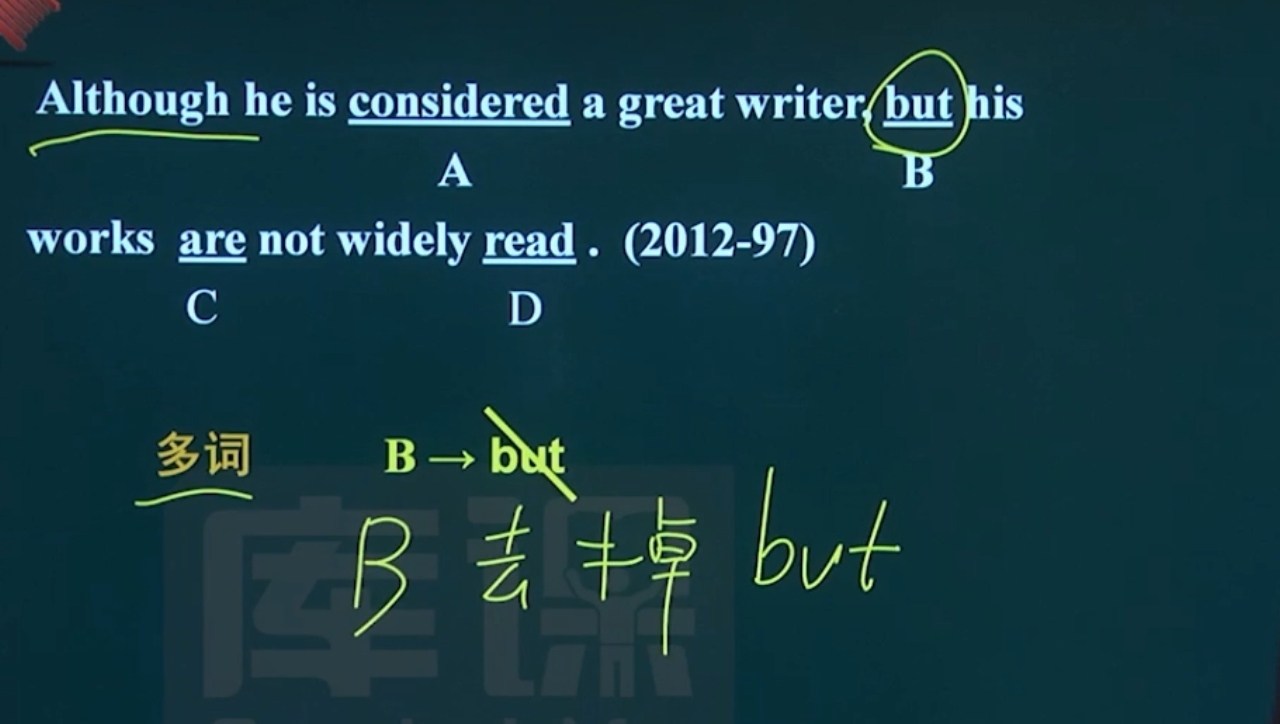 Although he is considered a great writer, but his
A B
works are not widely read . (2012-97)
C D
多词 B → but
B 去掉 but
库课